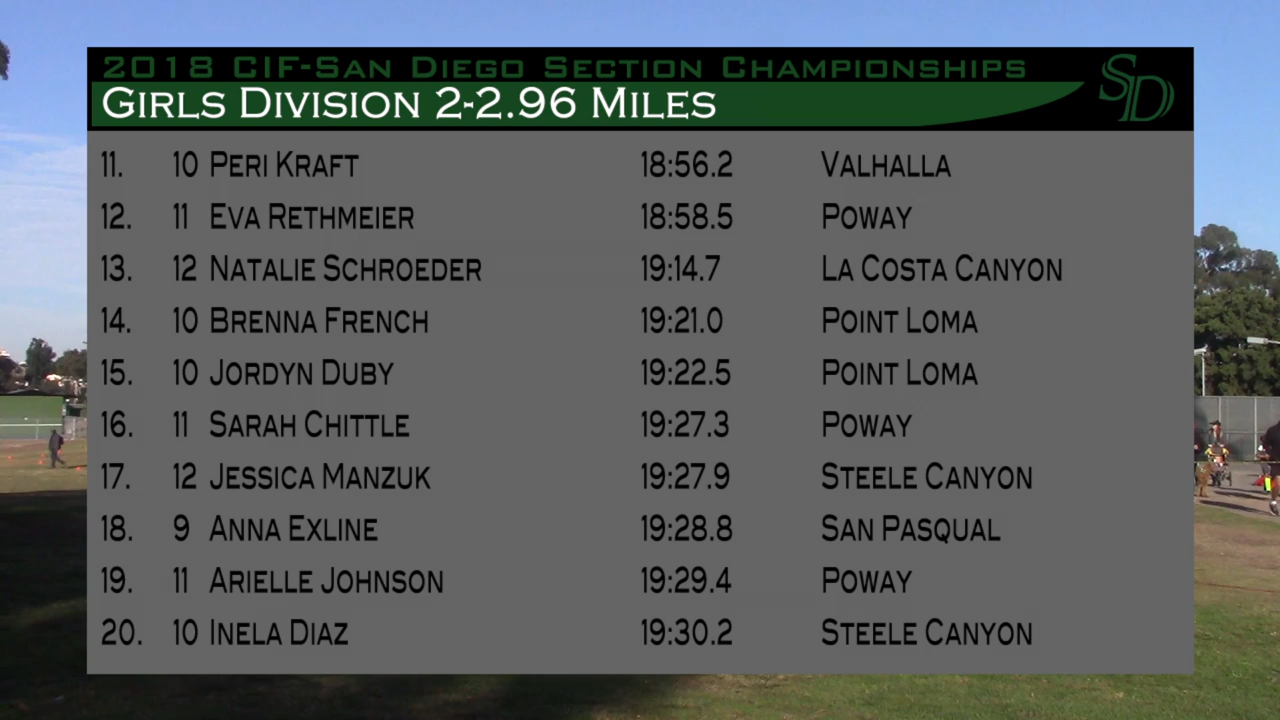 2018 CIF-San Diego Section Championships
SD
Girls Division 2-2.96 Miles
11. 10 Peri Kraft 18:56.2 Valhalla
12. 11 Eva Rethmeier 18:58.5 Poway
13. 12 Natalie Schroeder 19:14.7 La Costa Canyon
14. 10 Brenna French 19:21.0 Point Loma
15. 10 Jordyn Duby 19:22.5 Point Loma
16. 11 Sarah Chittle 19:27.3 Poway
17. 12 Jessica Manzuk 19:27.9 Steele Canyon
18. 9 Anna Exline 19:28.8 San Pasqual
19. 11 Arielle Johnson 19:29.4 Poway
20. 10 Inela Diaz 19:30.2 Steele Canyon